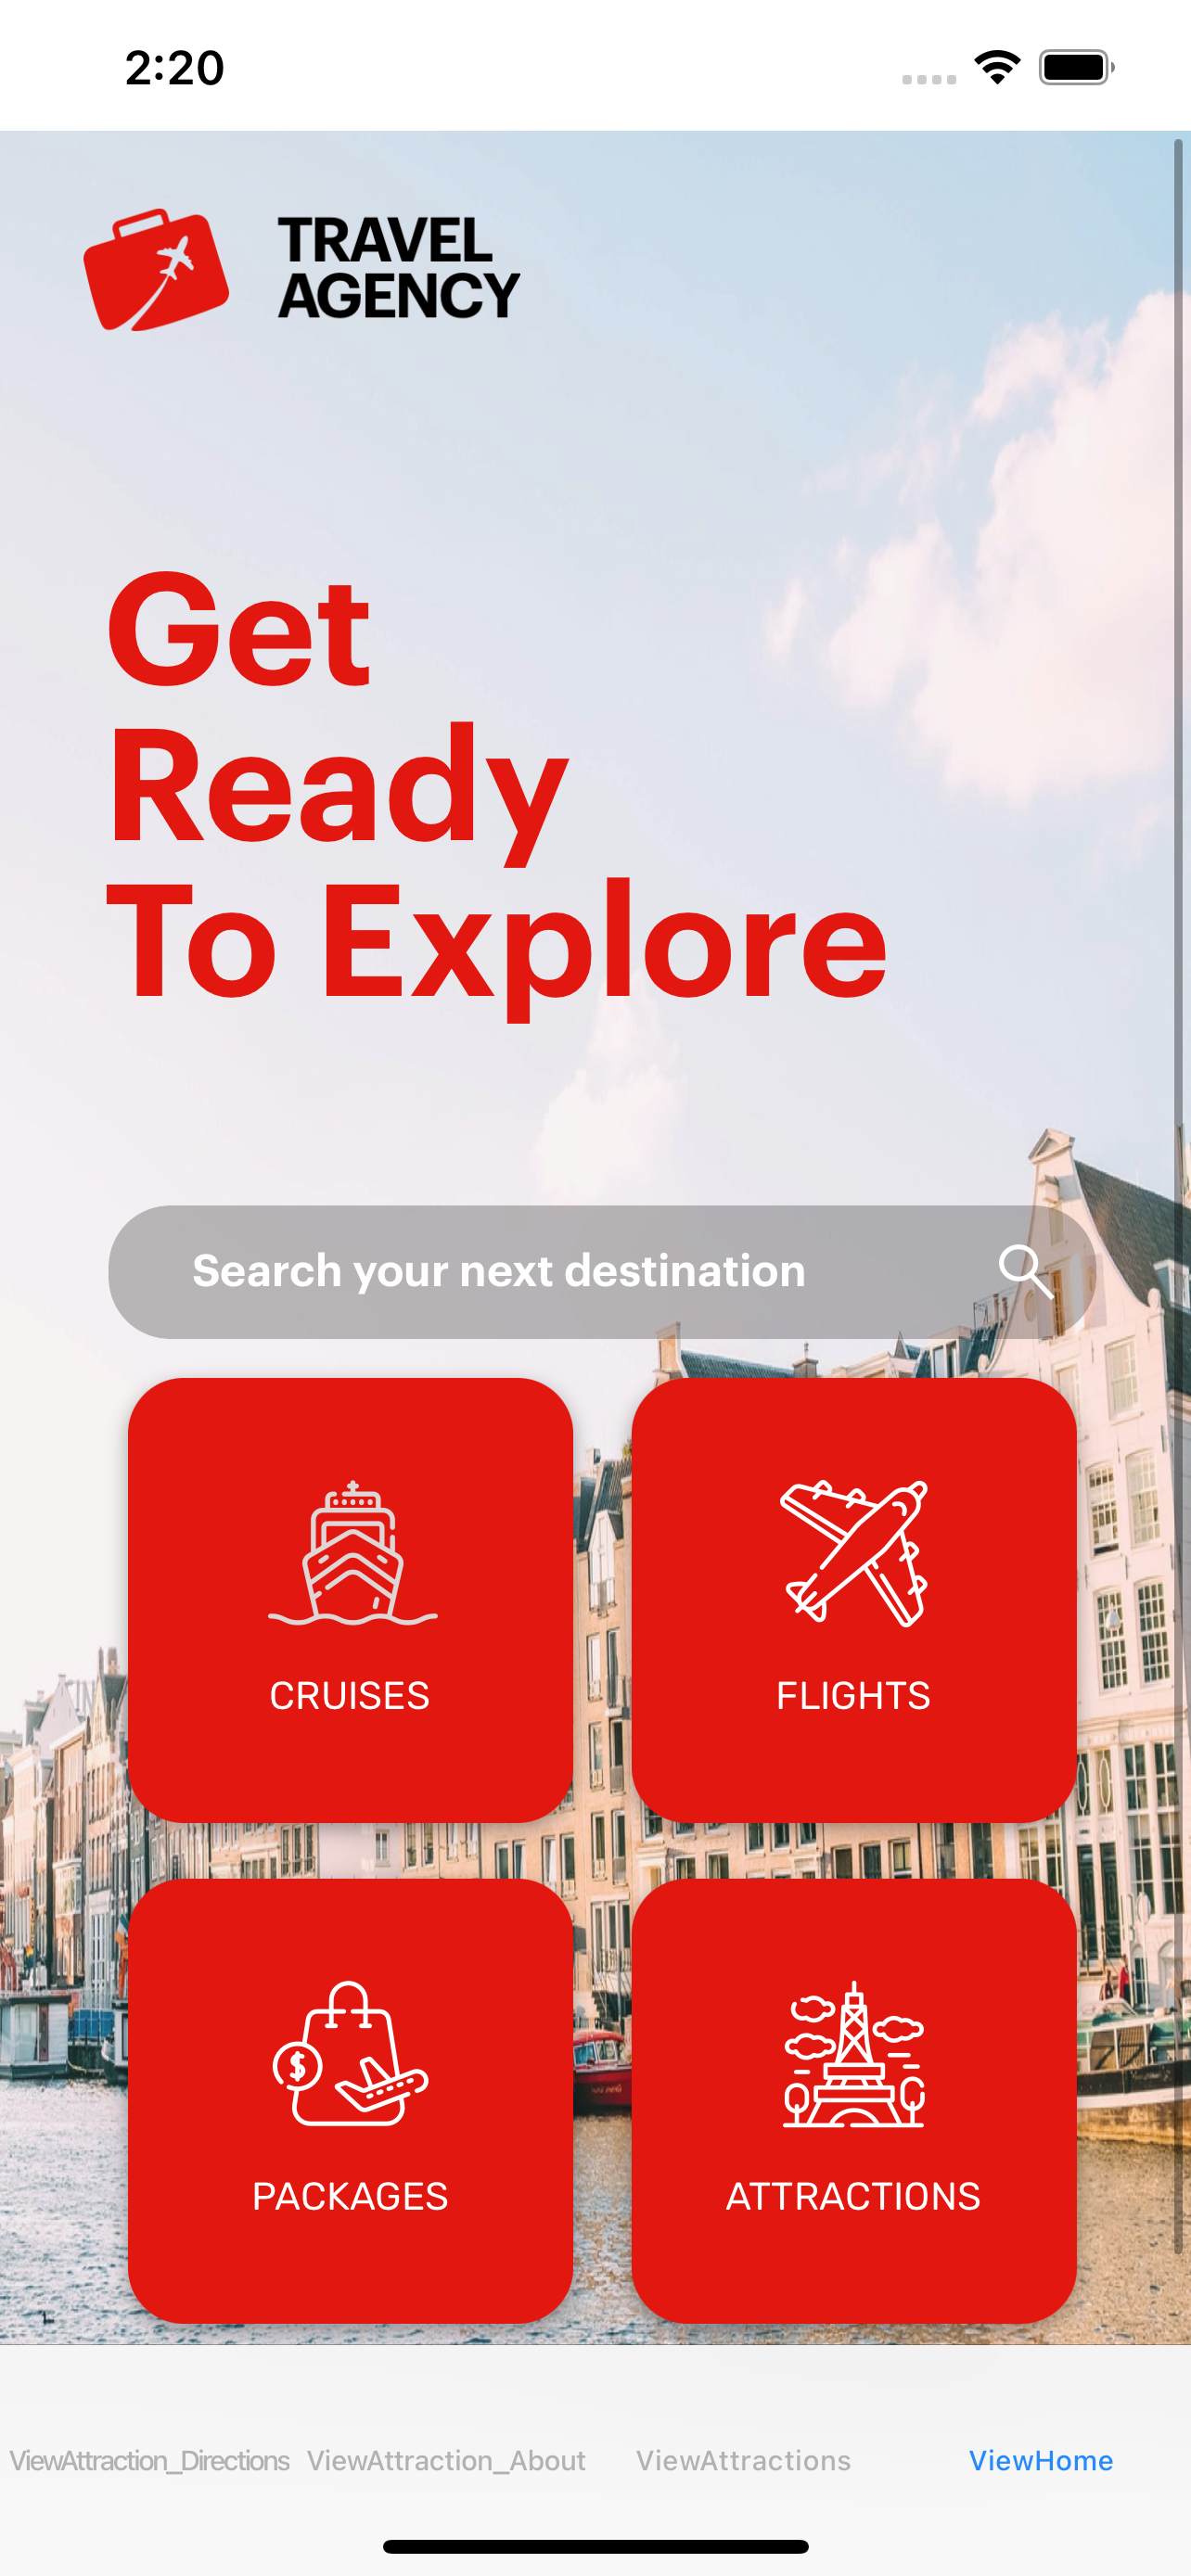 2:20
TRAVEL
AGENCY
Get
Ready
To Explore
Search your next destination
CRUISES
FLIGHTS
$
PACKAGES
ATTRACTIONS
ViewAttraction_Directions
ViewAttraction_About
ViewAttractions
ViewHome